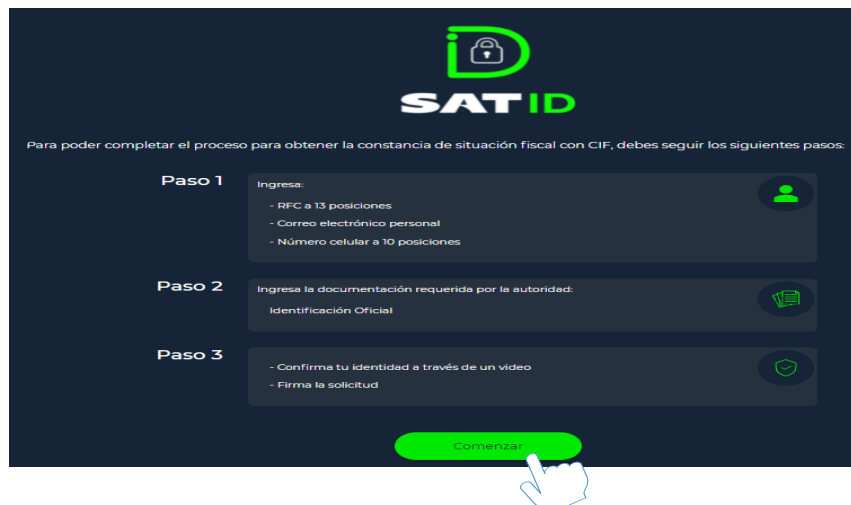 SAT ID
Para poder completar el proceso para obtener la constancia de situación fiscal con CIF, debes seguir los siguientes pasos:
Paso 1
Ingresa:
- RFC a 13 posiciones
- Correo electrónico personal
- Número celular a 10 posiciones
Paso 2
Ingresa la documentación requerida por la autoridad:
Identificación Oficial
Paso 3
- Confirma tu identidad a través de un video
- Firma la solicitud
Comenzar